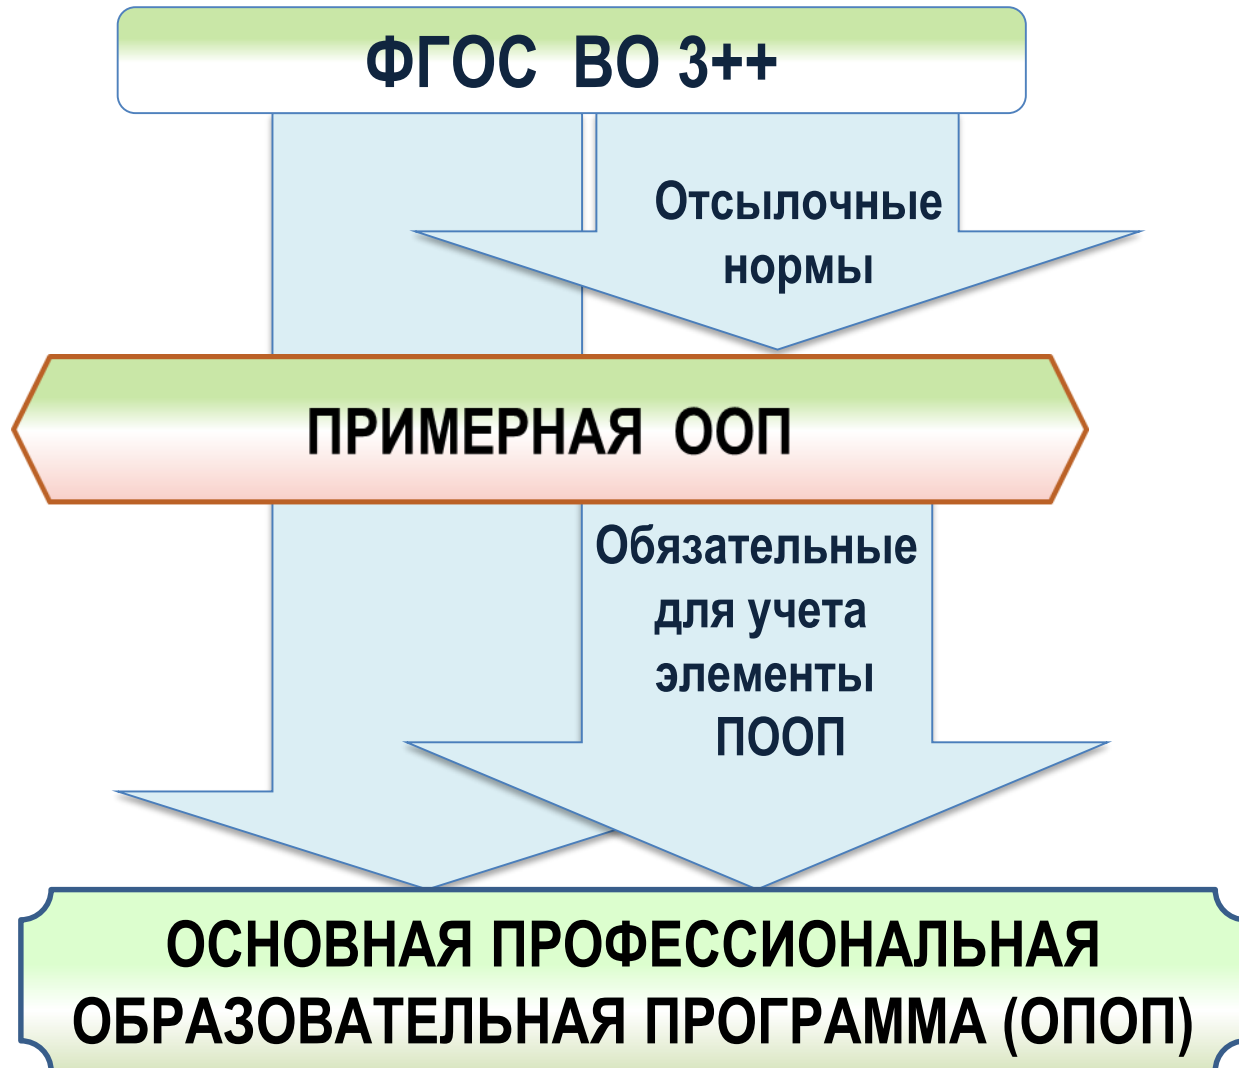 ФГОС ВО 3++
Отсылочные
нормы
ПРИМЕРНАЯ ООП
Обязательные
для учета
элементы
ПООП
ОСНОВНАЯ ПРОФЕССИОНАЛЬНАЯ
ОБРАЗОВАТЕЛЬНАЯ ПРОГРАММА (ОПОП)